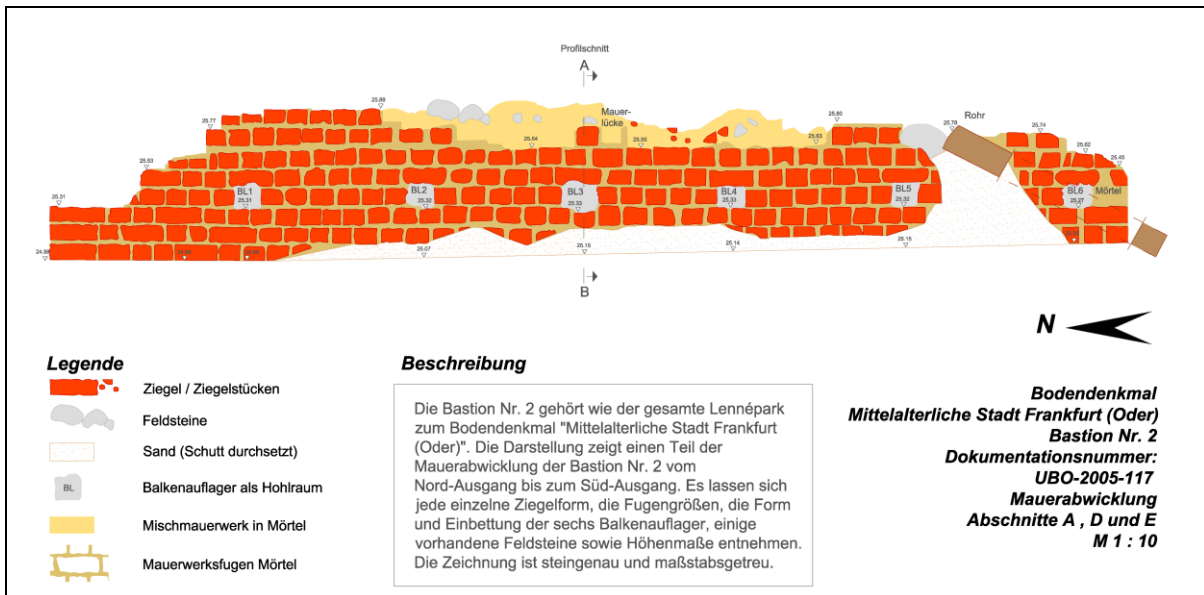 Profilschnitt
A
25.88
Mauer-
lücke
25.80
Rohr
25.78
25.77
25.74
25.54
25.55
25.53
25.82
25.53
25.45
BL1
BL2
BL3
BL4
BL5
BL6
Mörtel
25.31
25.31
25.32
25.33
25.33
25.32
25.27
24.98
25.07
25.14
25.15
B
N
Legende
Ziegel / Ziegelstücken
Feldsteine
Sand (Schutt durchsetzt)
BL
Balkenauflager als Hohlraum
Mischmauerwerk in Mörtel
Mauerwerksfugen Mörtel
Beschreibung
Die Bastion Nr. 2 gehört wie der gesamte Lennépark
zum Bodendenkmal "Mittelalterliche Stadt Frankfurt
(Oder)". Die Darstellung zeigt einen Teil der
Mauerabwicklung der Bastion Nr. 2 vom
Nord-Ausgang bis zum Süd-Ausgang. Es lassen sich
jede einzelne Ziegelform, die Fugengrößen, die Form
und Einbettung der sechs Balkenauflager, einige
vorhandene Feldsteine sowie Höhenmaße entnehmen.
Die Zeichnung ist steingenau und maßstabsgetreu.
Bodendenkmal
Mittelalterliche Stadt Frankfurt (Oder)
Bastion Nr. 2
Dokumentationsnummer:
UBO-2005-117
Mauerabwicklung
Abschnitte A , D und E
M 1 : 10